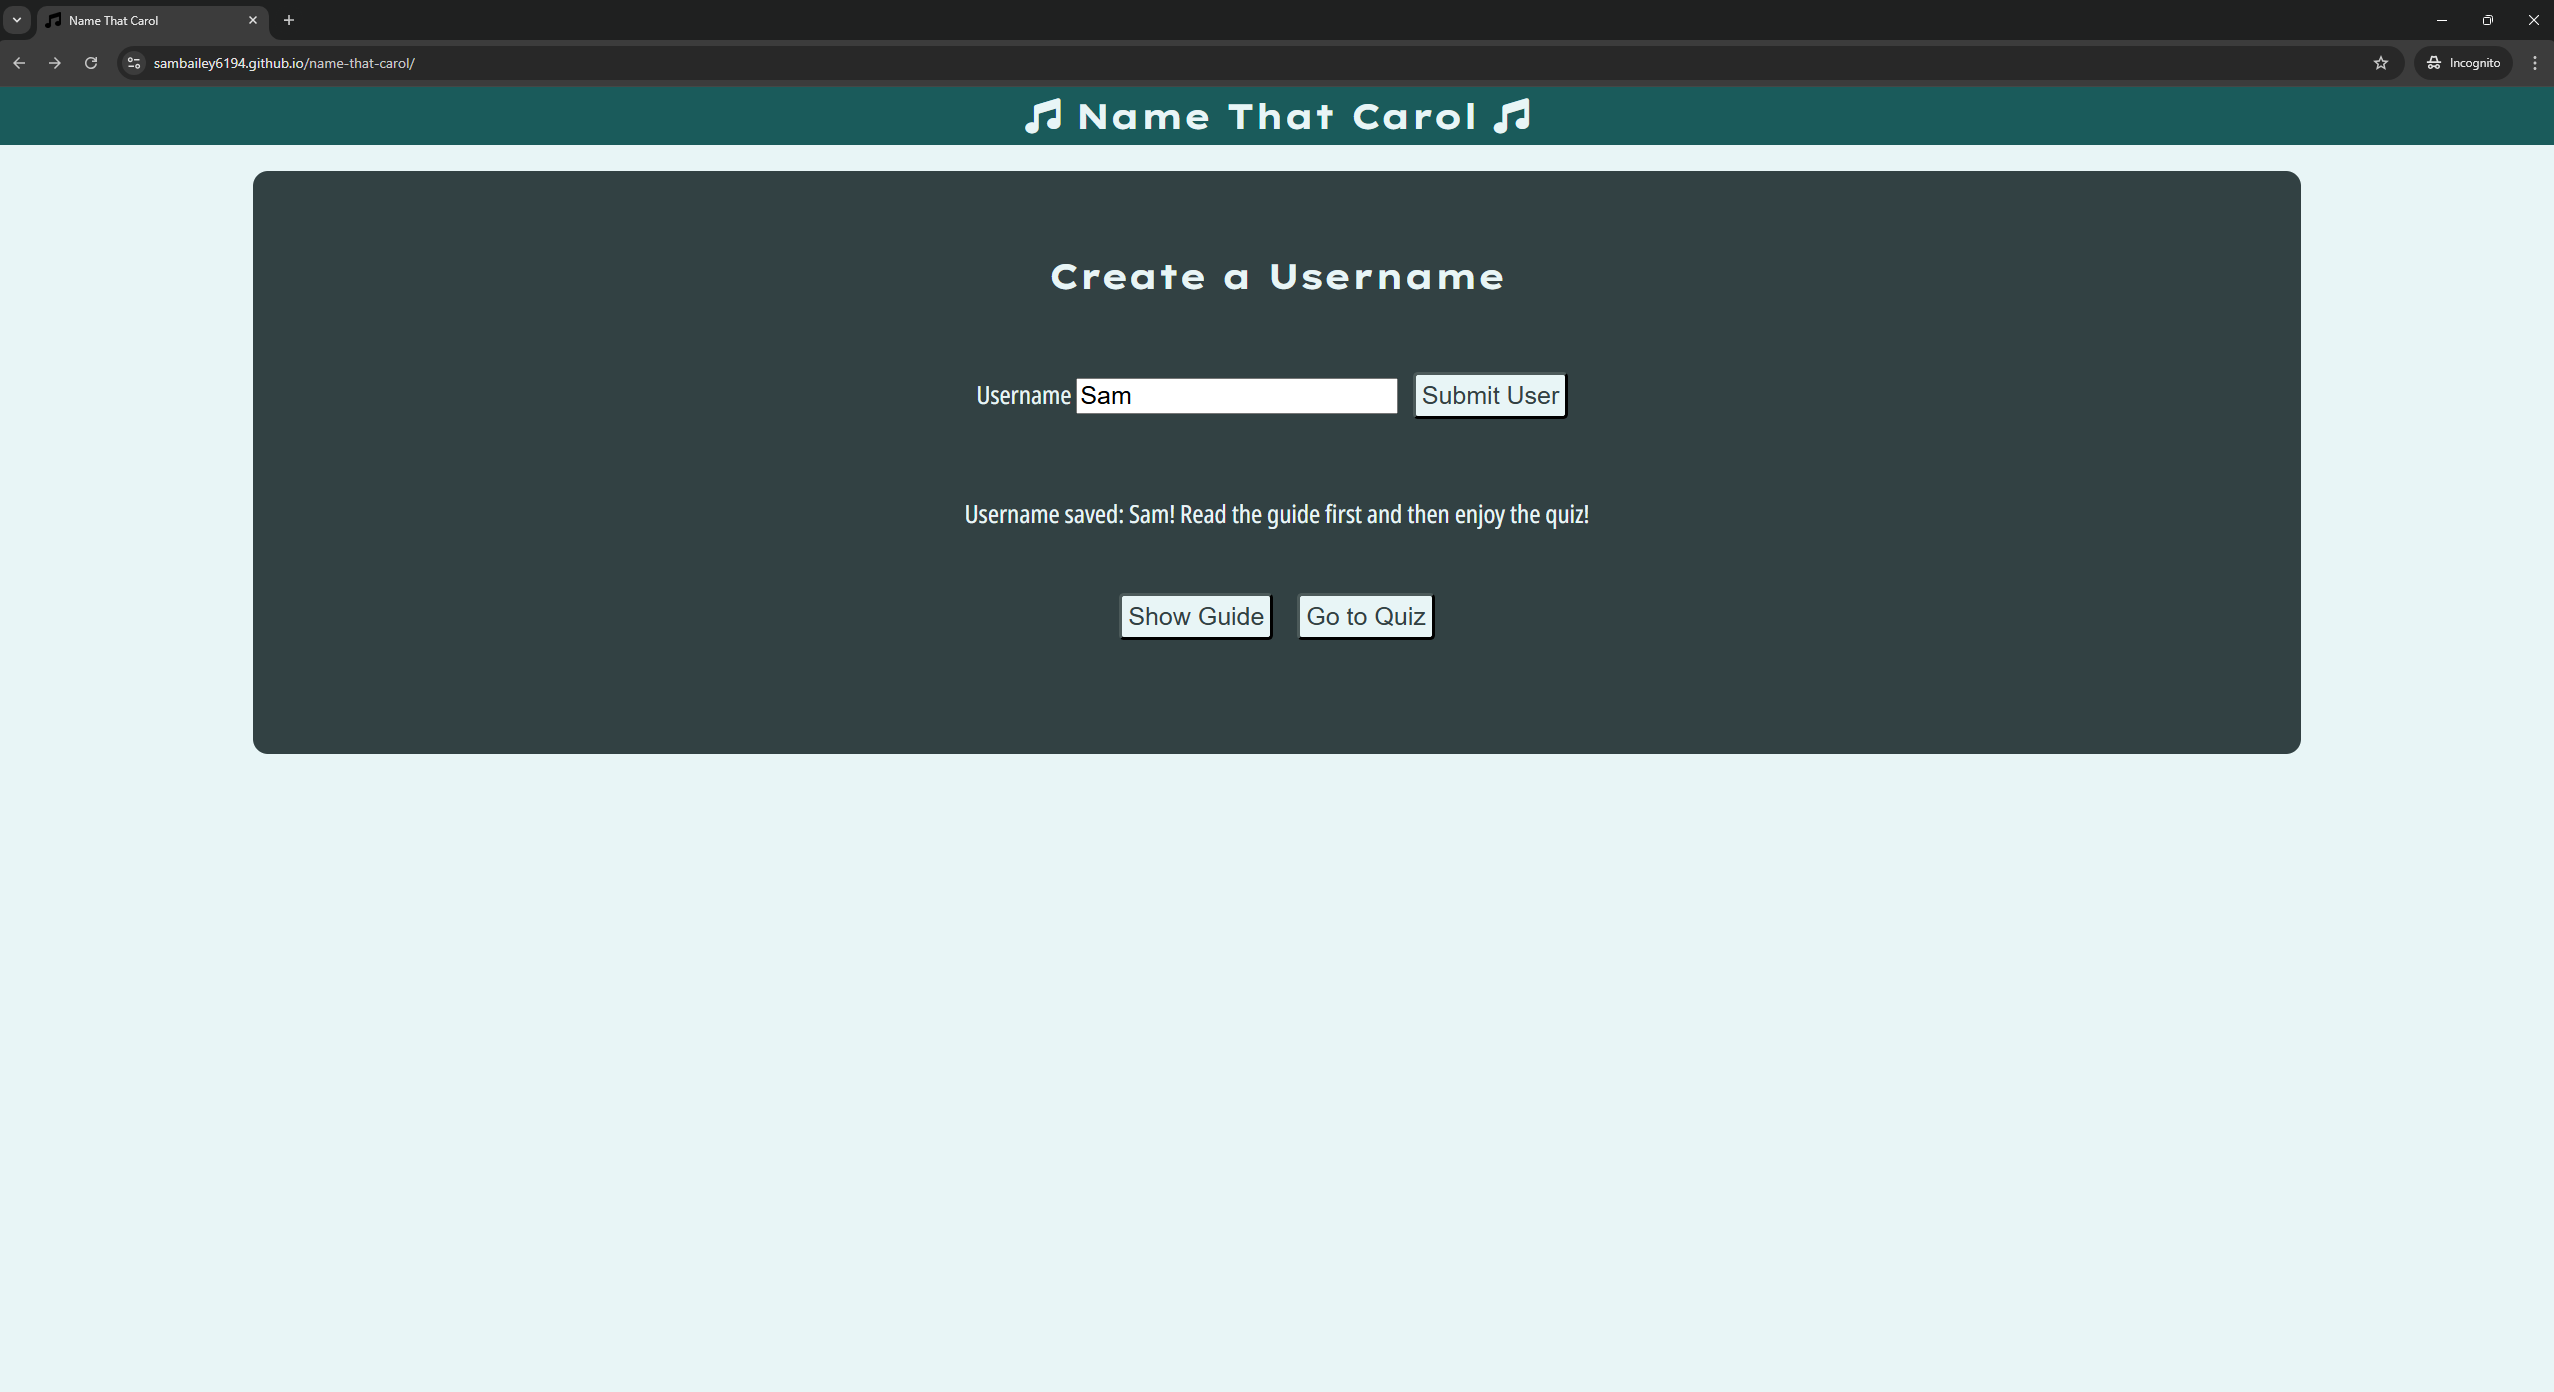 Name That Carol
sambailey6194.github.io/name-that-carol/
Incognito
Name That Carol
Create a Username
Username Sam Submit User
Username saved: Sam! Read the guide first and then enjoy the quiz!
Show Guide Go to Quiz